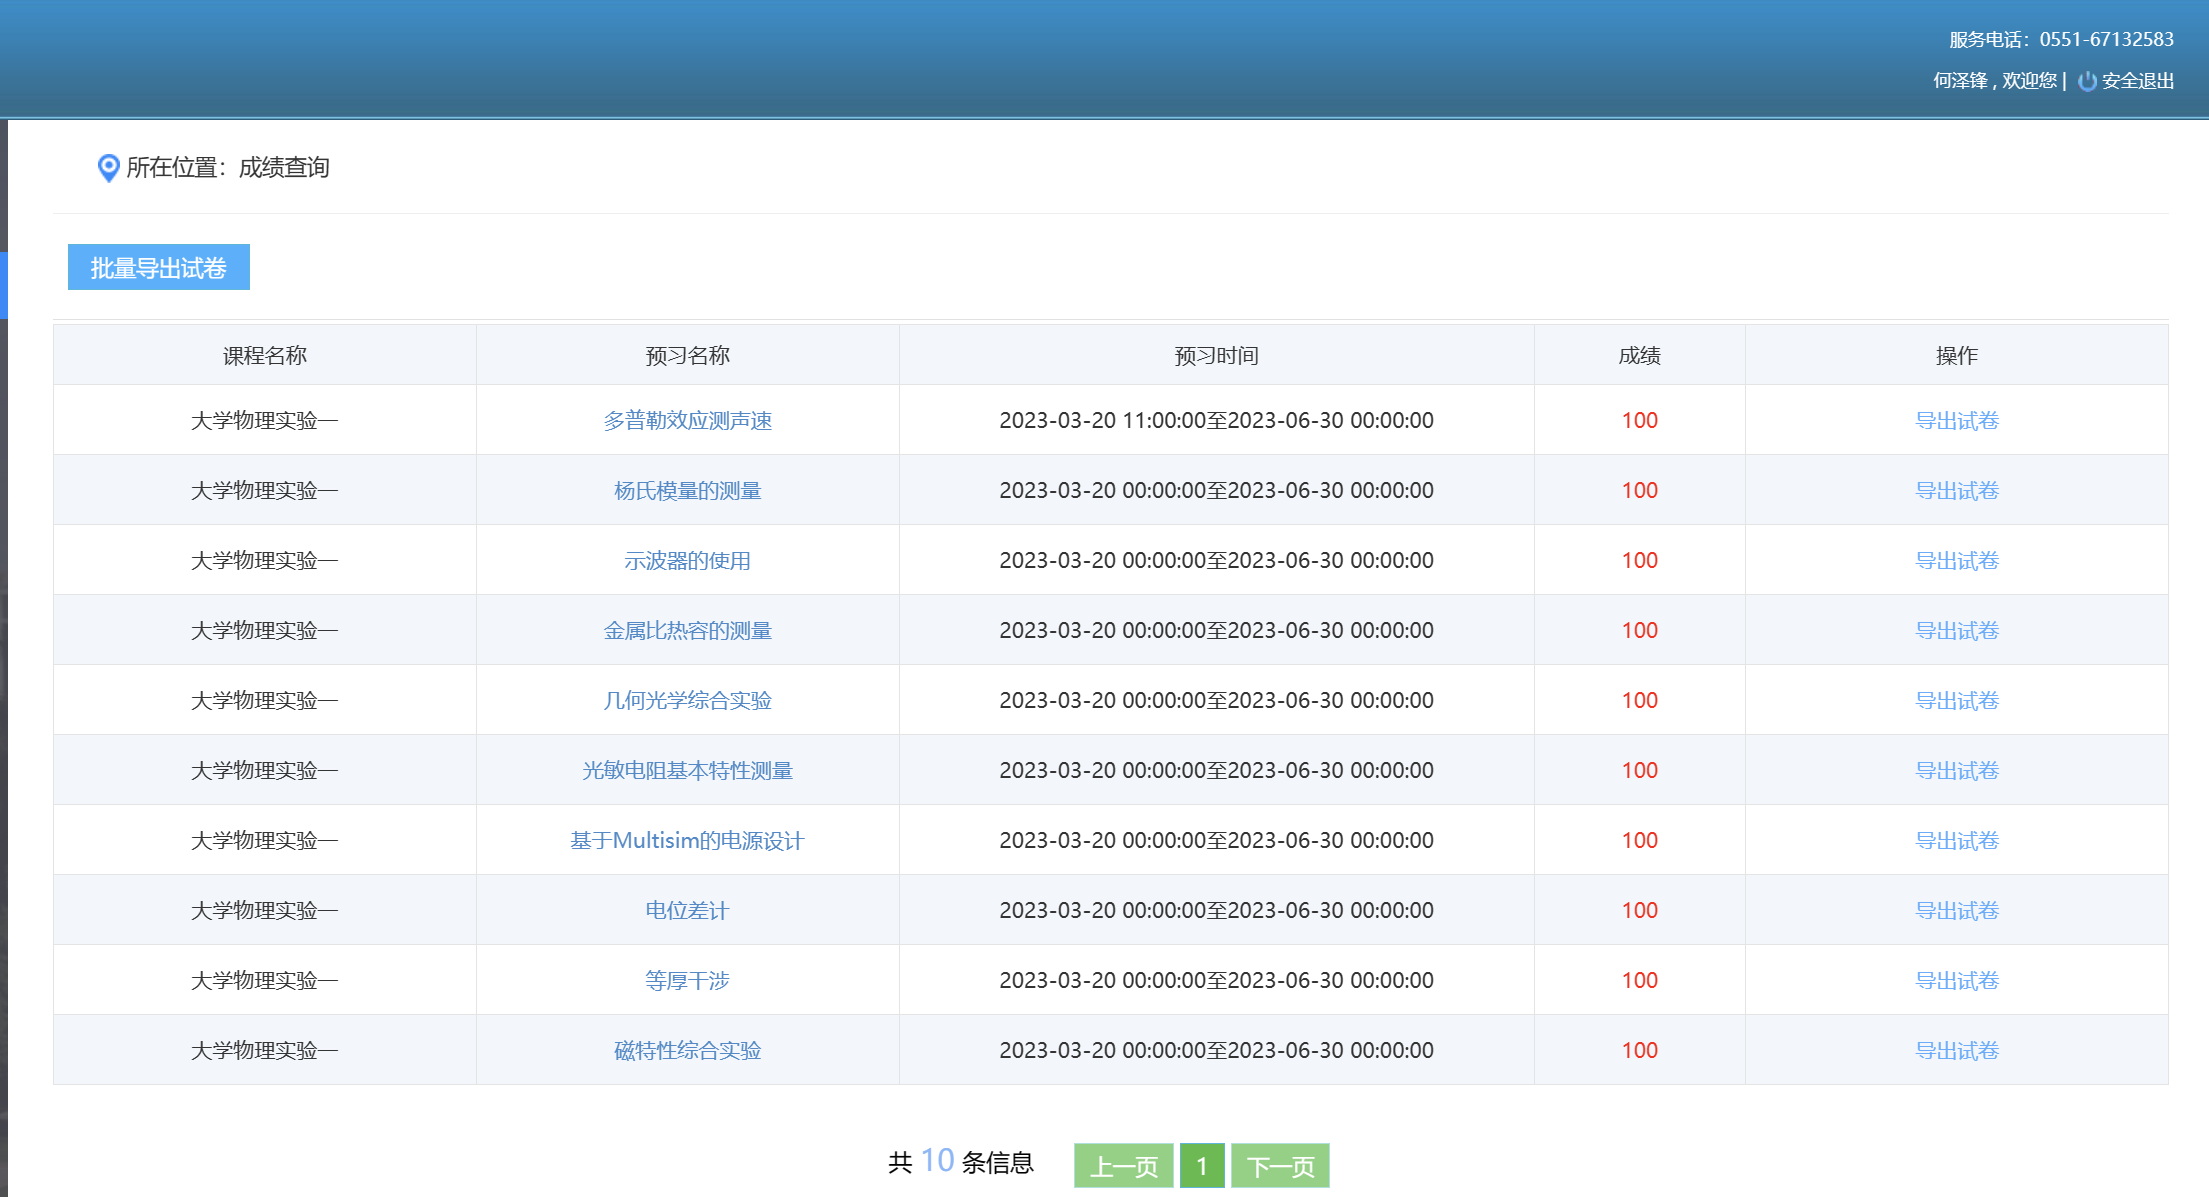 服务电话：0551-67132583
何泽锋 , 欢迎您 | 安全退出
所在位置：成绩查询
批量导出试卷
课程名称 预习名称 预习时间 成绩 操作
大学物理实验一 多普勒效应测声速 2023-03-20 11:00:00至2023-06-30 00:00:00 100 导出试卷
大学物理实验一 杨氏模量的测量 2023-03-20 00:00:00至2023-06-30 00:00:00 100 导出试卷
大学物理实验一 示波器的使用 2023-03-20 00:00:00至2023-06-30 00:00:00 100 导出试卷
大学物理实验一 金属比热容的测量 2023-03-20 00:00:00至2023-06-30 00:00:00 100 导出试卷
大学物理实验一 几何光学综合实验 2023-03-20 00:00:00至2023-06-30 00:00:00 100 导出试卷
大学物理实验一 光敏电阻基本特性测量 2023-03-20 00:00:00至2023-06-30 00:00:00 100 导出试卷
大学物理实验一 基于Multisim的电源设计 2023-03-20 00:00:00至2023-06-30 00:00:00 100 导出试卷
大学物理实验一 电位差计 2023-03-20 00:00:00至2023-06-30 00:00:00 100 导出试卷
大学物理实验一 等厚干涉 2023-03-20 00:00:00至2023-06-30 00:00:00 100 导出试卷
大学物理实验一 磁特性综合实验 2023-03-20 00:00:00至2023-06-30 00:00:00 100 导出试卷
共 10 条信息 上一页 1 下一页